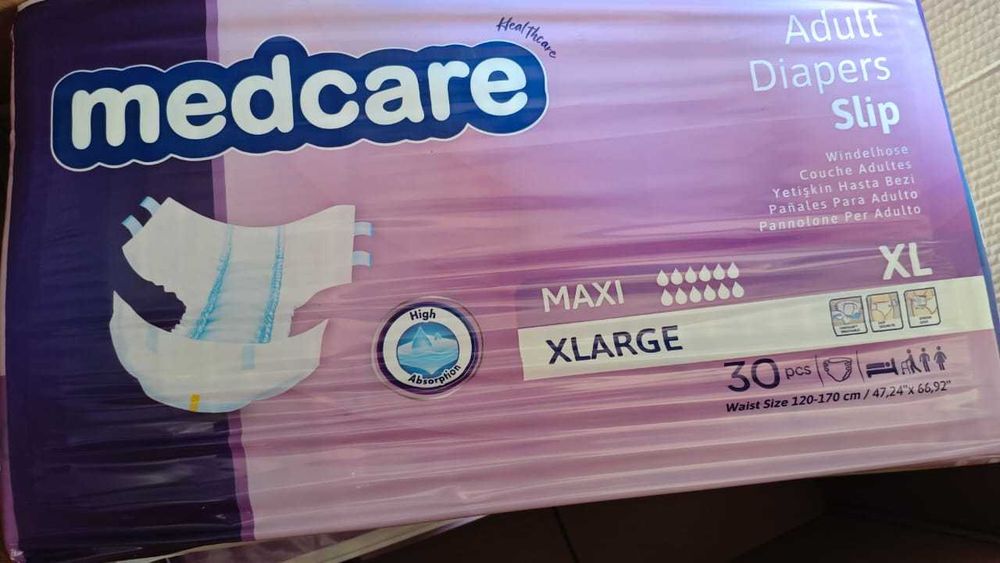 Healthcare
medcare
Adult
Diapers
Slip
Windelhose
Couche Adultes
Yetişkin Hasta Bezi
Pañales Para Adulto
Pannolone Per Adulto
High
Absorption
MAXI
XL
XLARGE
30 pcs
Waist Size 120-170 cm / 47,24"x 66,92"